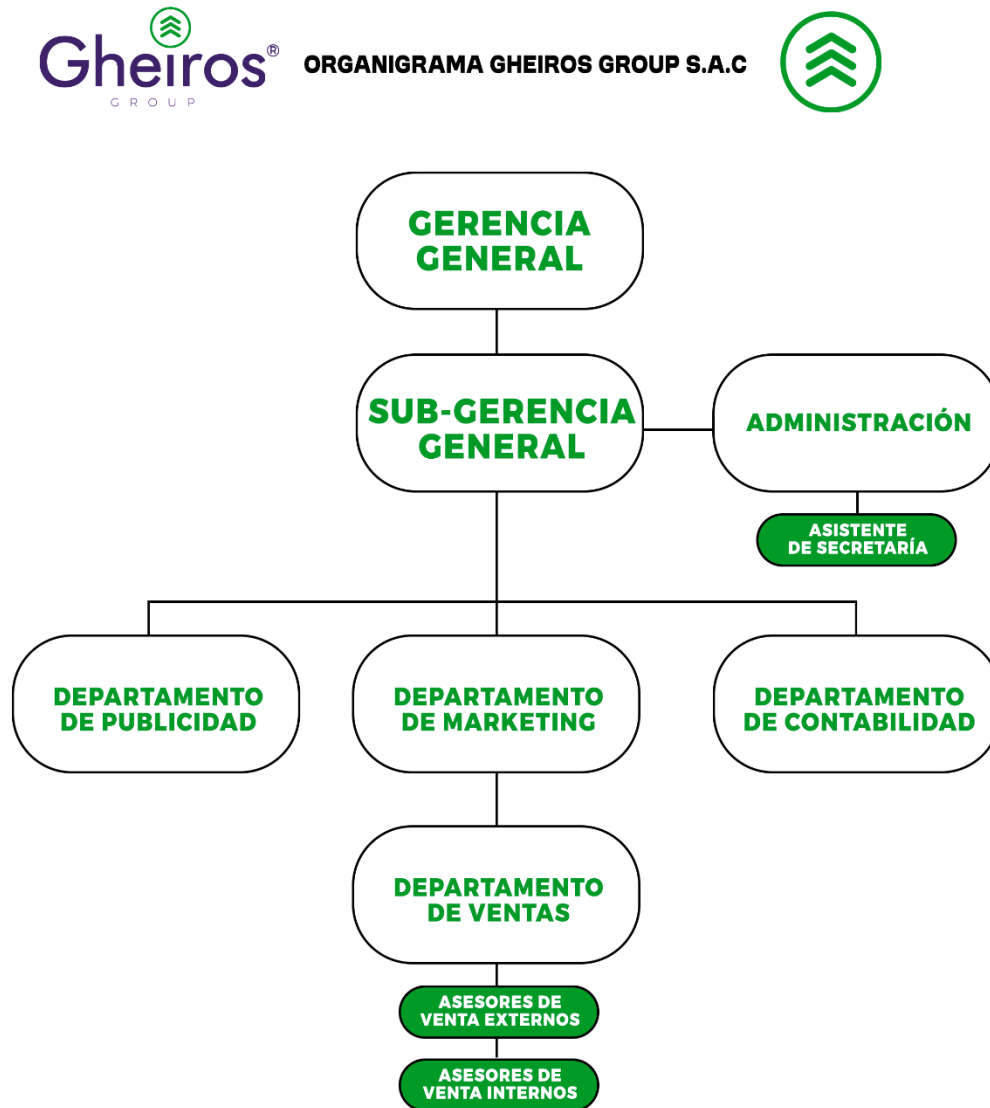 Gheiros®
GROUP
ORGANIGRAMA GHEIROS GROUP S.A.C
GERENCIA
GENERAL
SUB-GERENCIA
GENERAL
ADMINISTRACIÓN
ASISTENTE
DE SECRETARÍA
DEPARTAMENTO
DE PUBLICIDAD
DEPARTAMENTO
DE MARKETING
DEPARTAMENTO
DE CONTABILIDAD
DEPARTAMENTO
DE VENTAS
ASESORES DE
VENTA EXTERNOS
ASESORES DE
VENTA INTERNOS